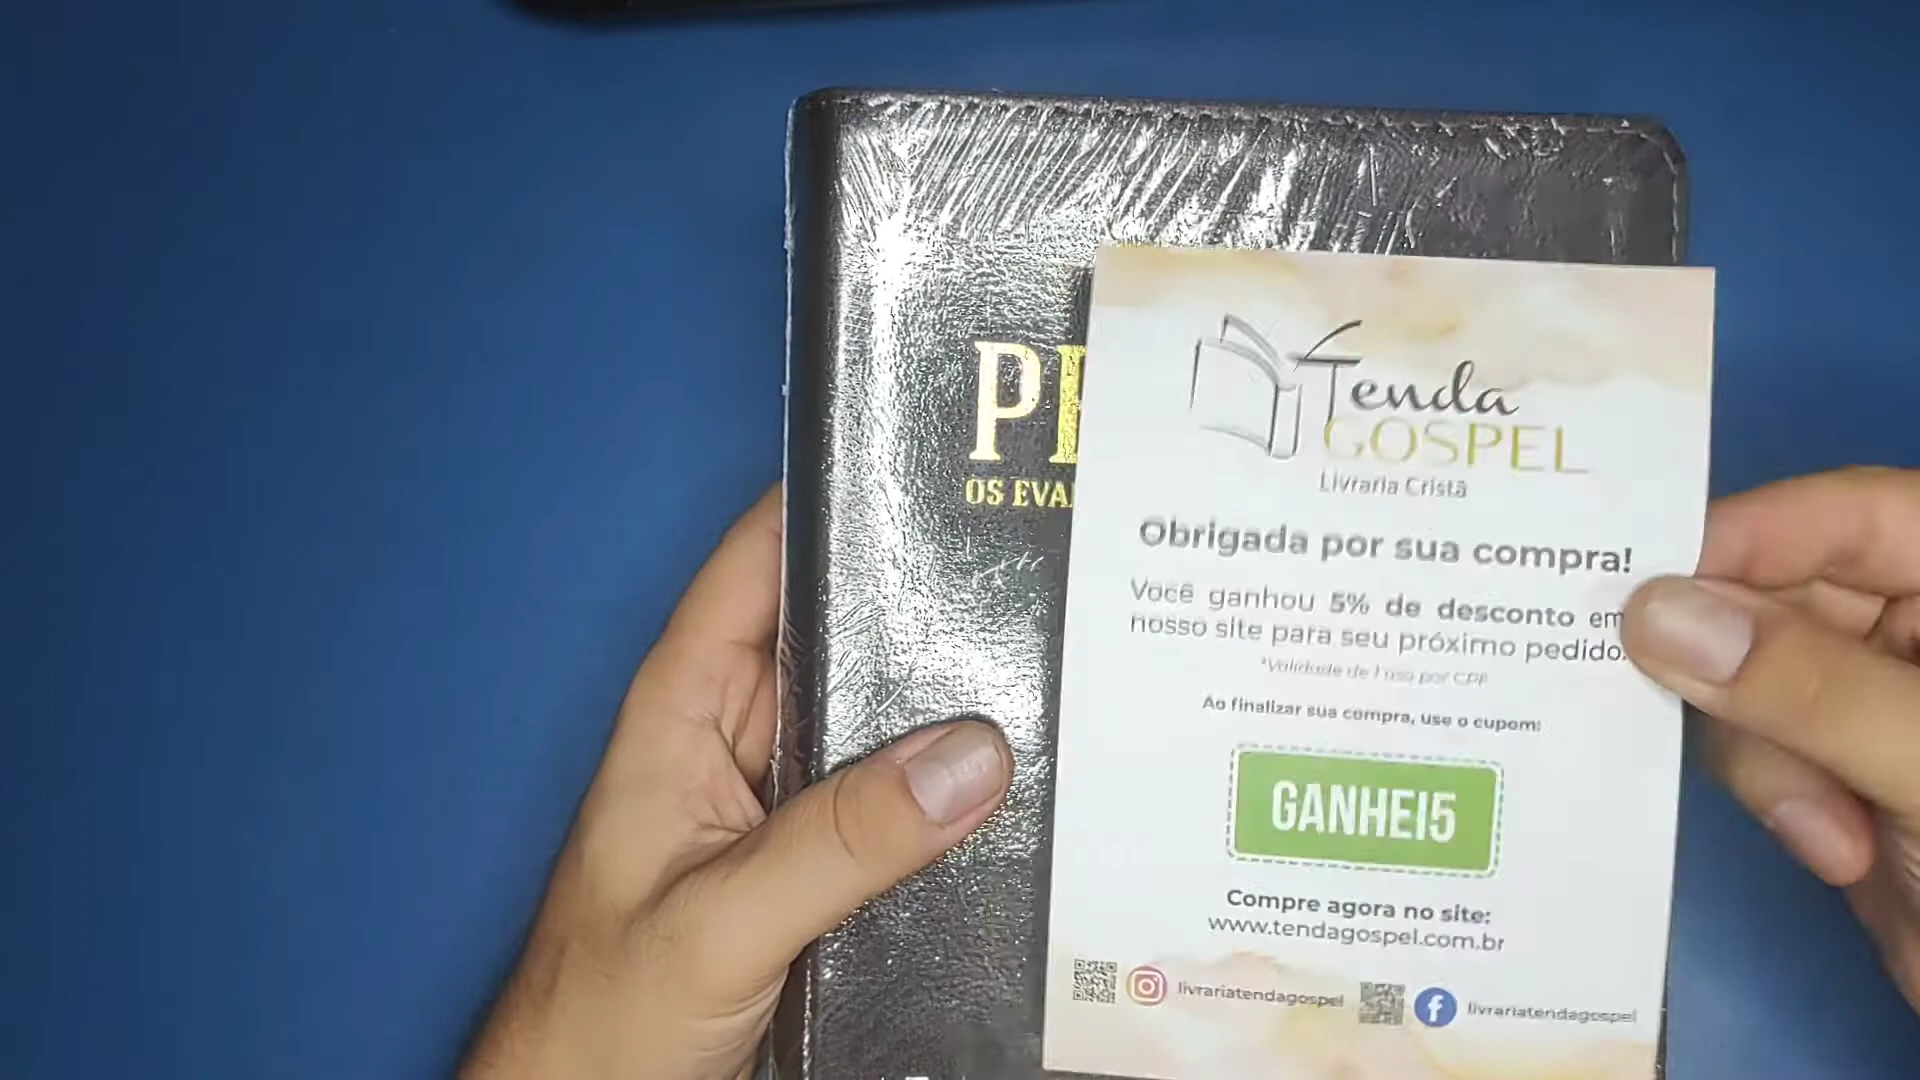 P
OS EVA
Tenda
GOSPEL
Livraria Cristã
Obrigada por sua compra!
Você ganhou 5% de desconto em
nosso site para seu próximo pedido.
*Validade de 1 uso por CPF
Ao finalizar sua compra, use o cupom:
GANHEI5
Compre agora no site:
www.tendagospel.com.br
livrariatendagospel
livrariatendagospel